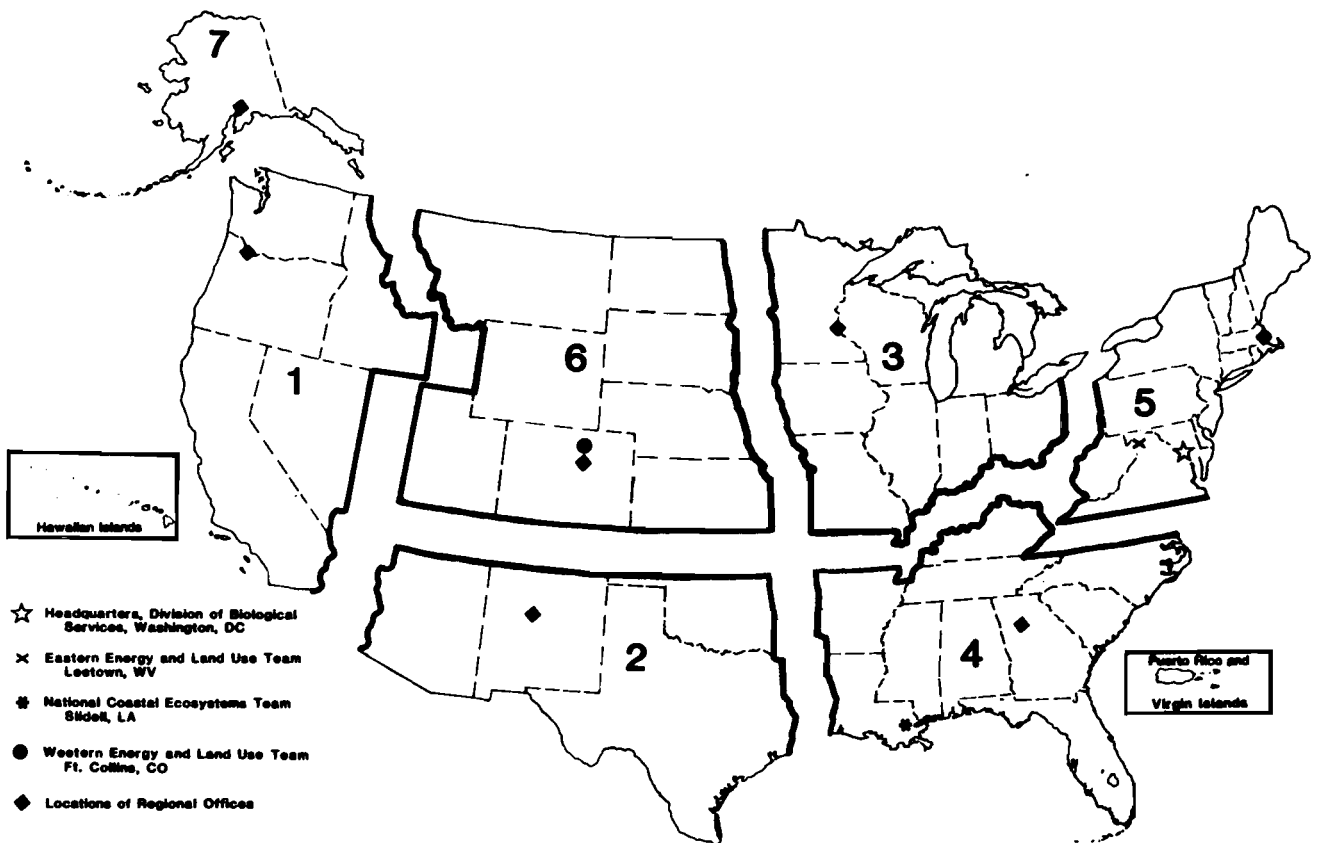 7
6
3
1
5
Hawaiian Islands
Headquarters, Division of Biological
Services, Washington, DC
Eastern Energy and Land Use Team
Leetown, WV
National Coastal Ecosystems Team
Slidell, LA
Western Energy and Land Use Team
Ft. Collins, CO
Locations of Regional Offices
2
4
Puerto Rico and
Virgin Islands